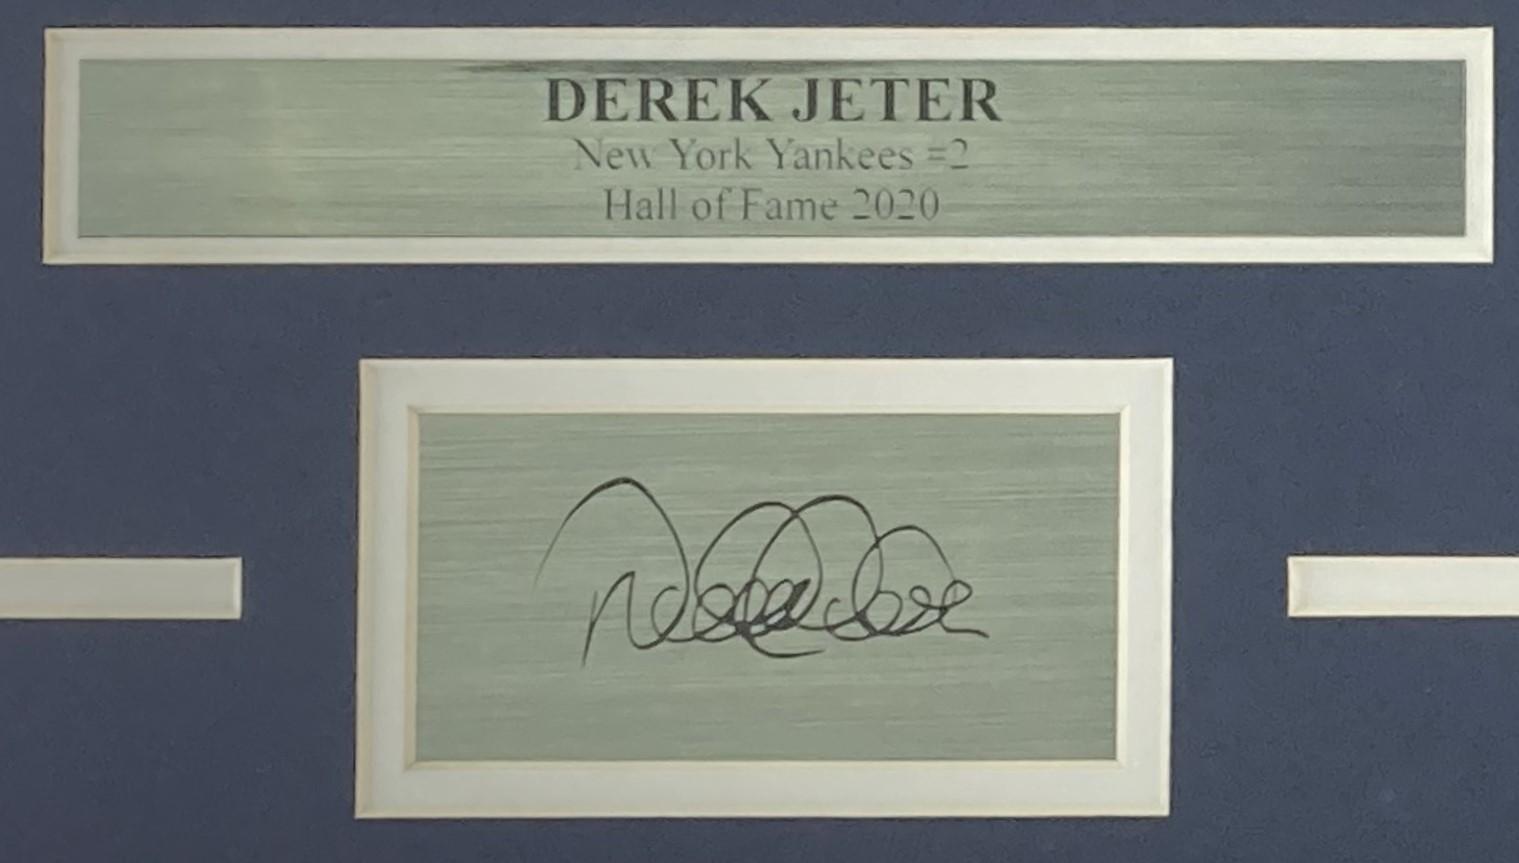 DEREK JETER
New York Yankees #2
Hall of Fame 2020